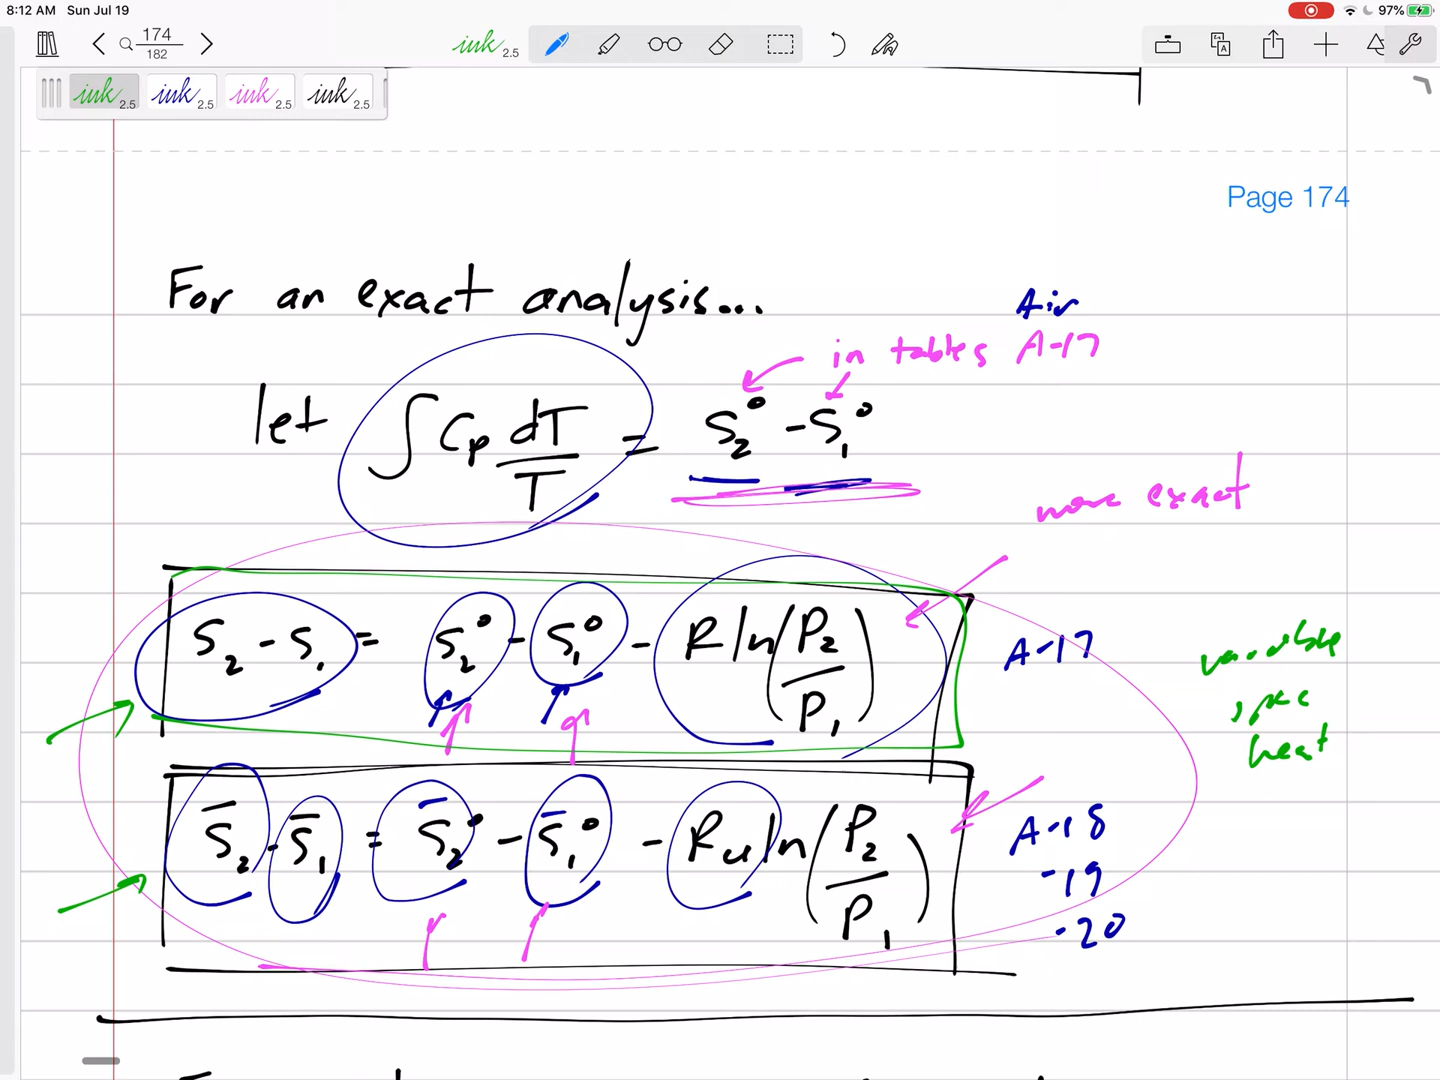 8:12 AM Sun Jul 19
97%
174
182
ink 2.5
ink 2.5 ink 2.5 ink 2.5 ink 2.5
Page 174
For an exact analysis...
Air
in tables A-17
let ∫ Cp dT/T = S₂° - S₁°
more exact
S₂ - S₁ = S₂° - S₁° - R ln(P₂/P₁)
A-17
variable
spec
heat
S̄₂ - S̄₁ = S̄₂° - S̄₁° - Ru ln(P₂/P₁)
A-18
-19
-20